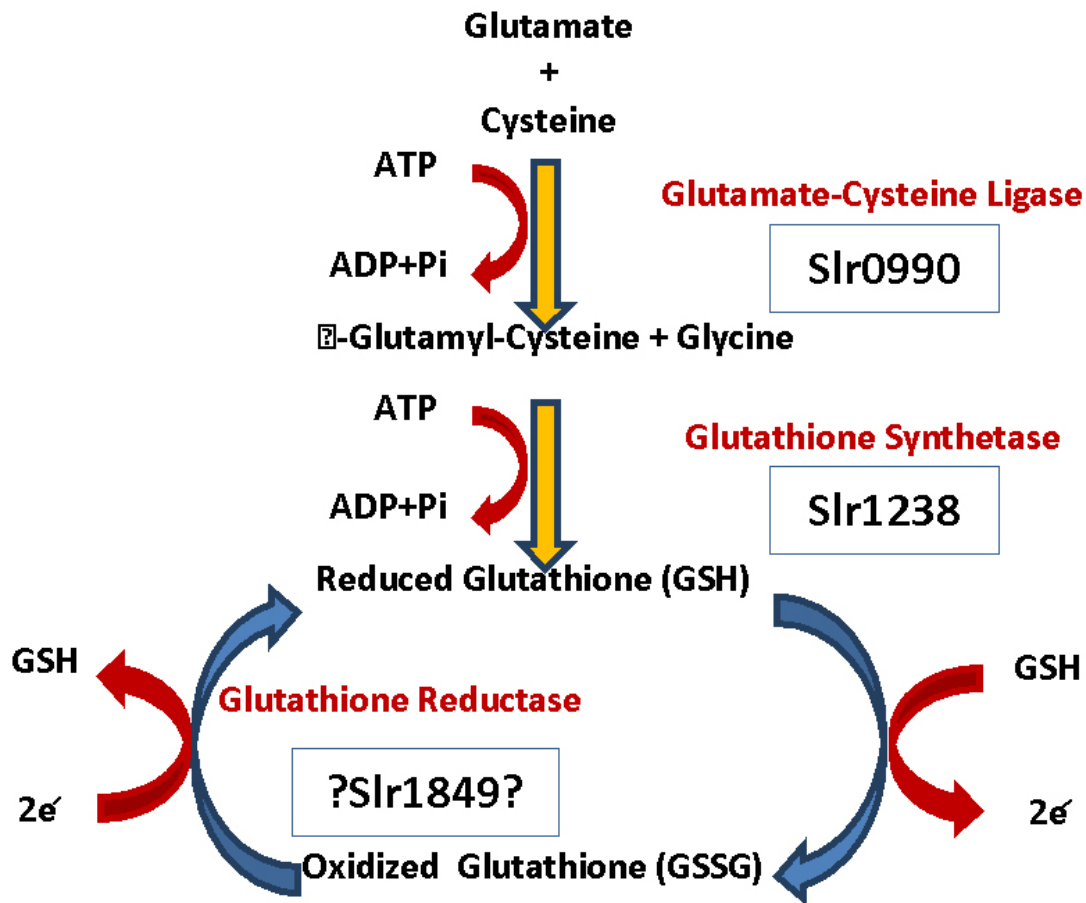 Glutamate
+
Cysteine
ATP
Glutamate-Cysteine Ligase
ADP+Pi
Slr0990
-Glutamyl-Cysteine + Glycine
ATP
Glutathione Synthetase
ADP+Pi
Slr1238
Reduced Glutathione (GSH)
GSH
GSH
Glutathione Reductase
?Slr1849?
2e-
2e-
Oxidized Glutathione (GSSG)